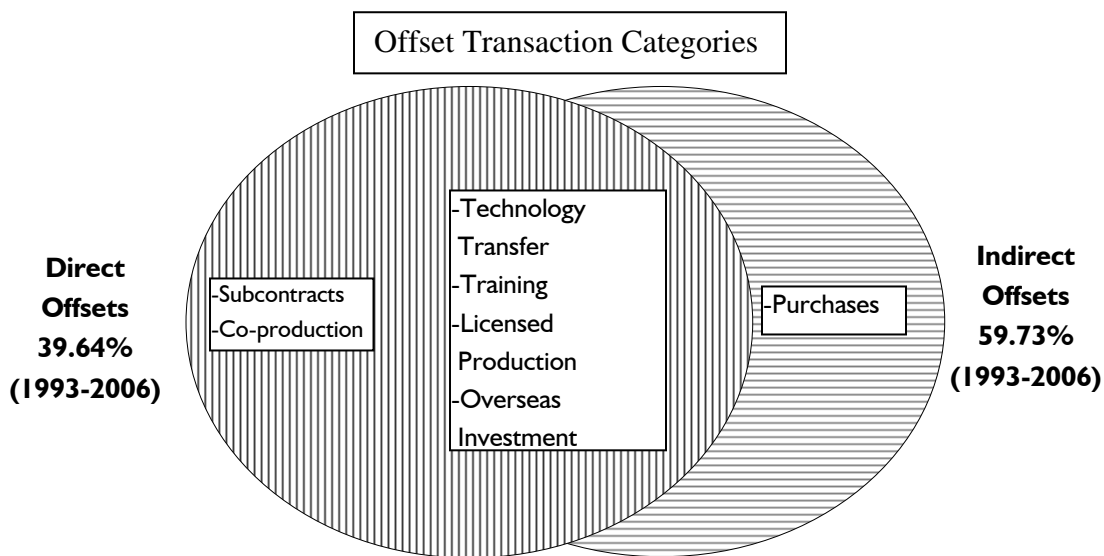 Offset Transaction Categories
Direct
Offsets
39.64%
(1993-2006)
-Subcontracts
-Co-production
-Technology
Transfer
-Training
-Licensed
Production
-Overseas
Investment
-Purchases
Indirect
Offsets
59.73%
(1993-2006)